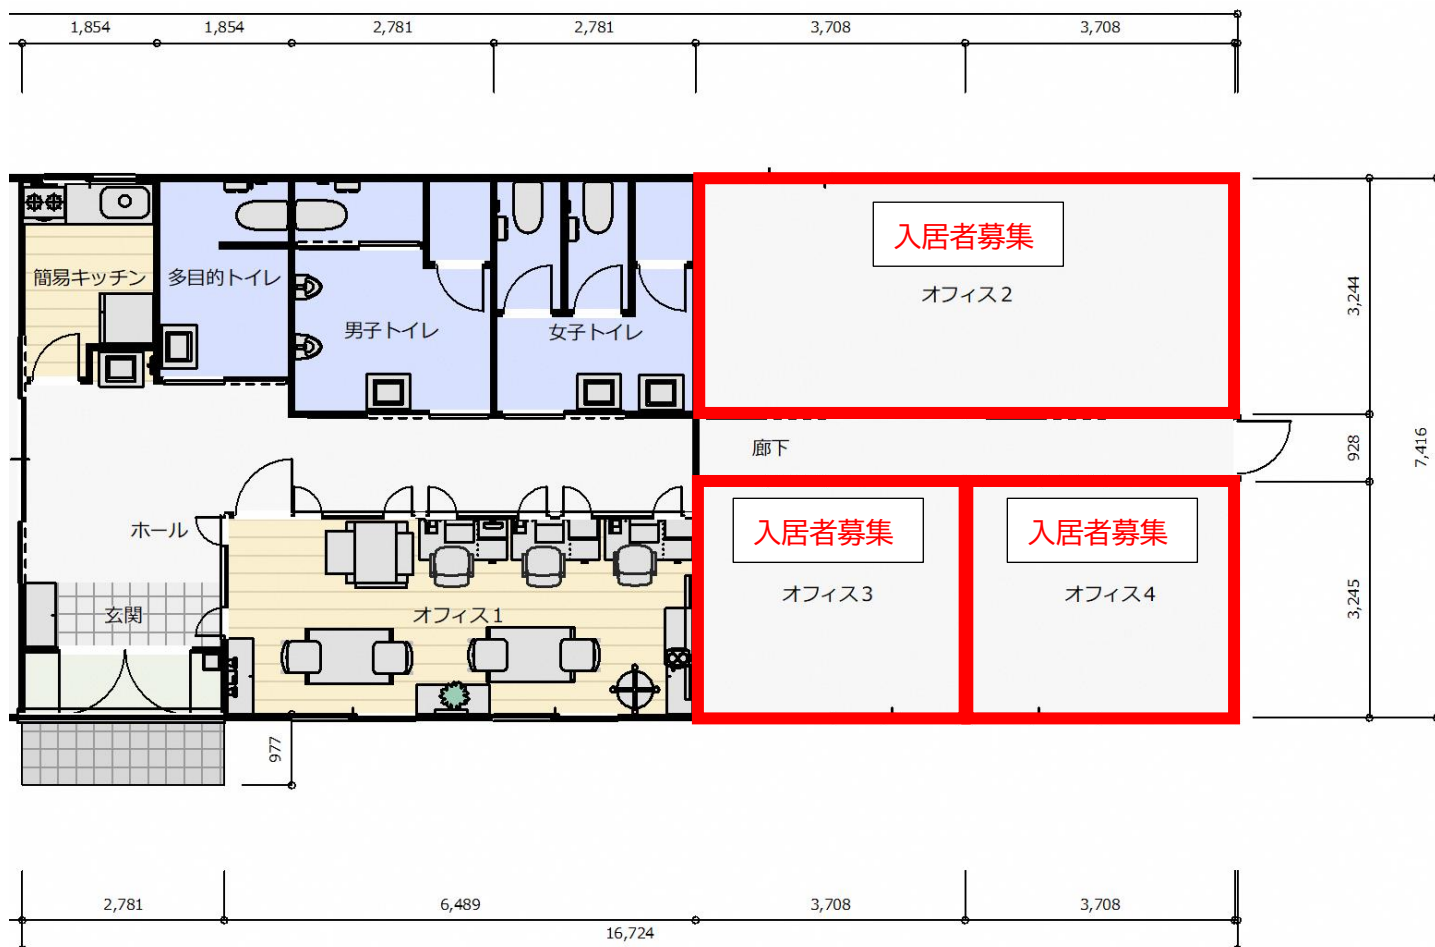 1,854
1,854
2,781
2,781
3,708
3,708
入居者募集
オフィス2
簡易キッチン
多目的トイレ
男子トイレ
女子トイレ
3,244
廊下
928
7,416
ホール
入居者募集
入居者募集
オフィス3
オフィス4
玄関
オフィス1
3,245
977
2,781
6,489
3,708
3,708
16,724